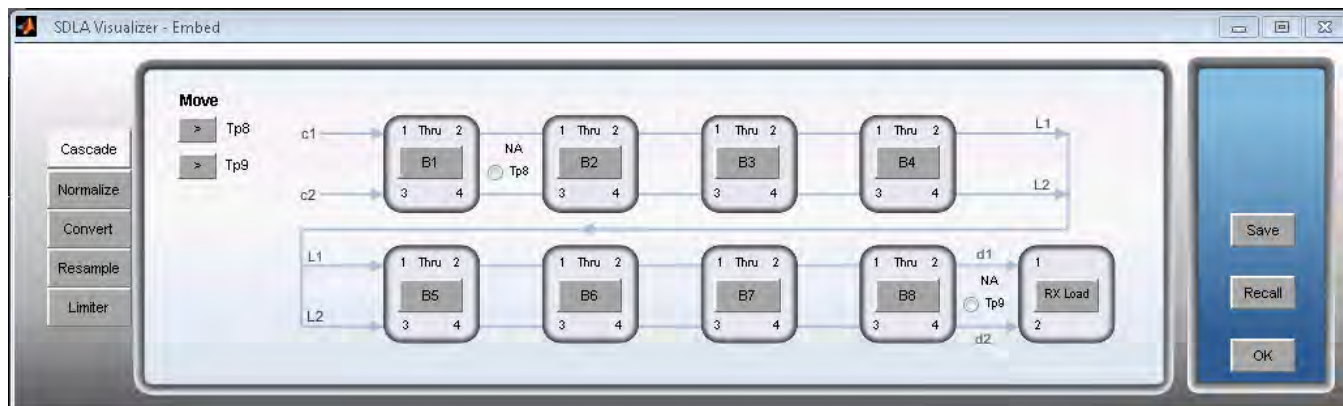 SDLA Visualizer - Embed
Move
> Tp8
> Tp9
Cascade
Normalize
Convert
Resample
Limiter
c1
c2
1 Thru 2
B1
3 4
NA
Tp8
1 Thru 2
B2
3 4
1 Thru 2
B3
3 4
1 Thru 2
B4
3 4
L1
L2
L1
L2
1 Thru 2
B5
3 4
1 Thru 2
B6
3 4
1 Thru 2
B7
3 4
1 Thru 2
B8
3 4
d1
NA
Tp9
d2
1
RX Load
2
Save
Recall
OK